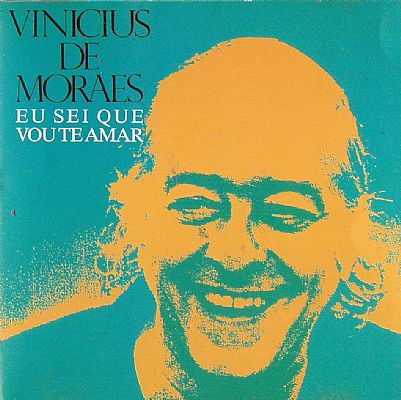 VINICIUS
DE
MORAES
EU SEI QUE
VOU TE AMAR